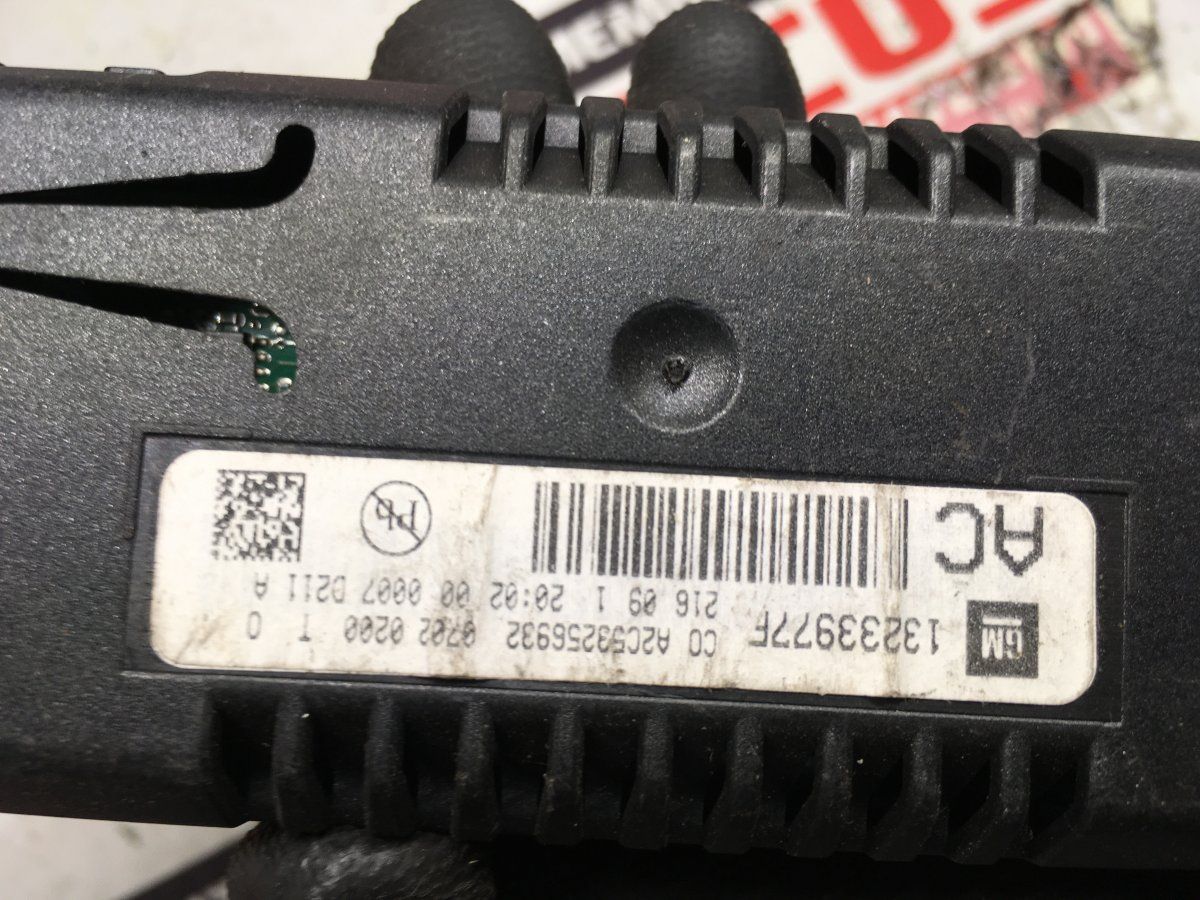 GM 13233977F CO A2C53256932 0702 0200 T 0
216 09 1 20:02 00 0007 D211 A
AC
Pb